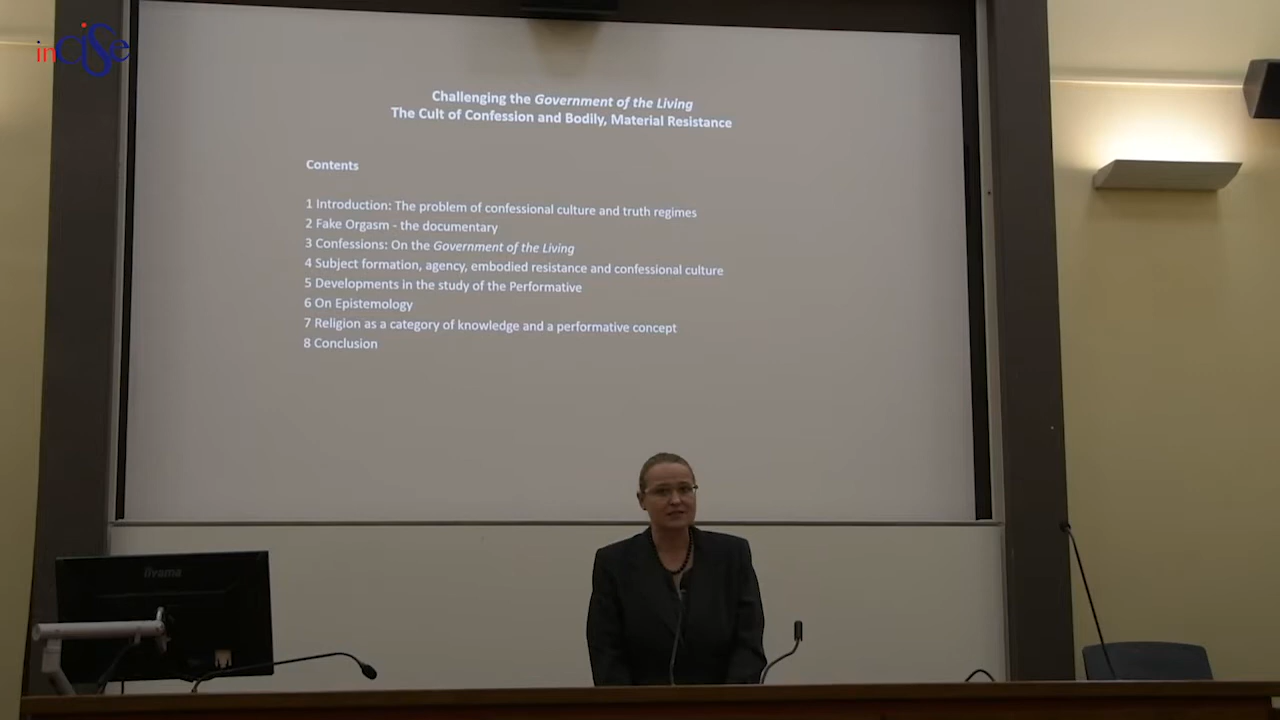 inCISe
Challenging the Government of the Living
The Cult of Confession and Bodily, Material Resistance
Contents
1 Introduction: The problem of confessional culture and truth regimes
2 Fake Orgasm - the documentary
3 Confessions: On the Government of the Living
4 Subject formation, agency, embodied resistance and confessional culture
5 Developments in the study of the Performative
6 On Epistemology
7 Religion as a category of knowledge and a performative concept
8 Conclusion
iiyama